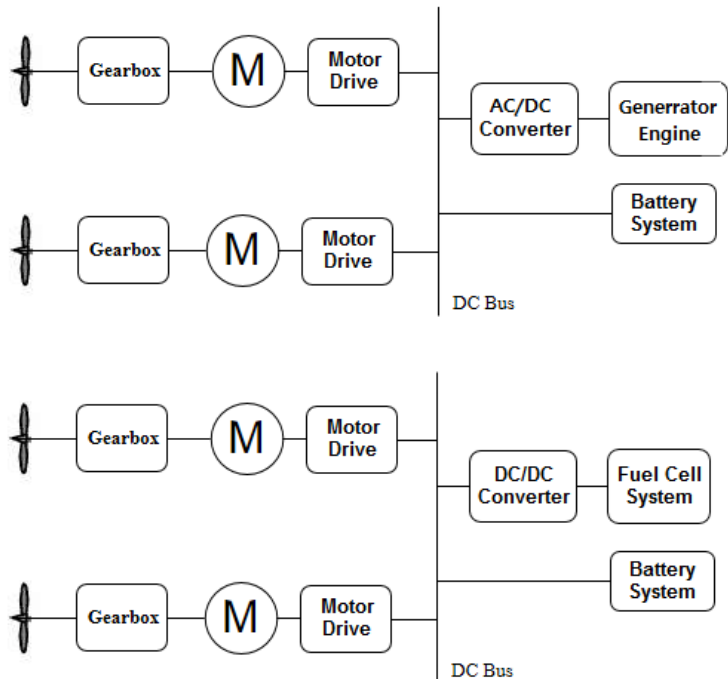 Gearbox
M
Motor
Drive
AC/DC
Converter
Generrator
Engine
Battery
System
Gearbox
M
Motor
Drive
DC Bus
Gearbox
M
Motor
Drive
DC/DC
Converter
Fuel Cell
System
Battery
System
Gearbox
M
Motor
Drive
DC Bus